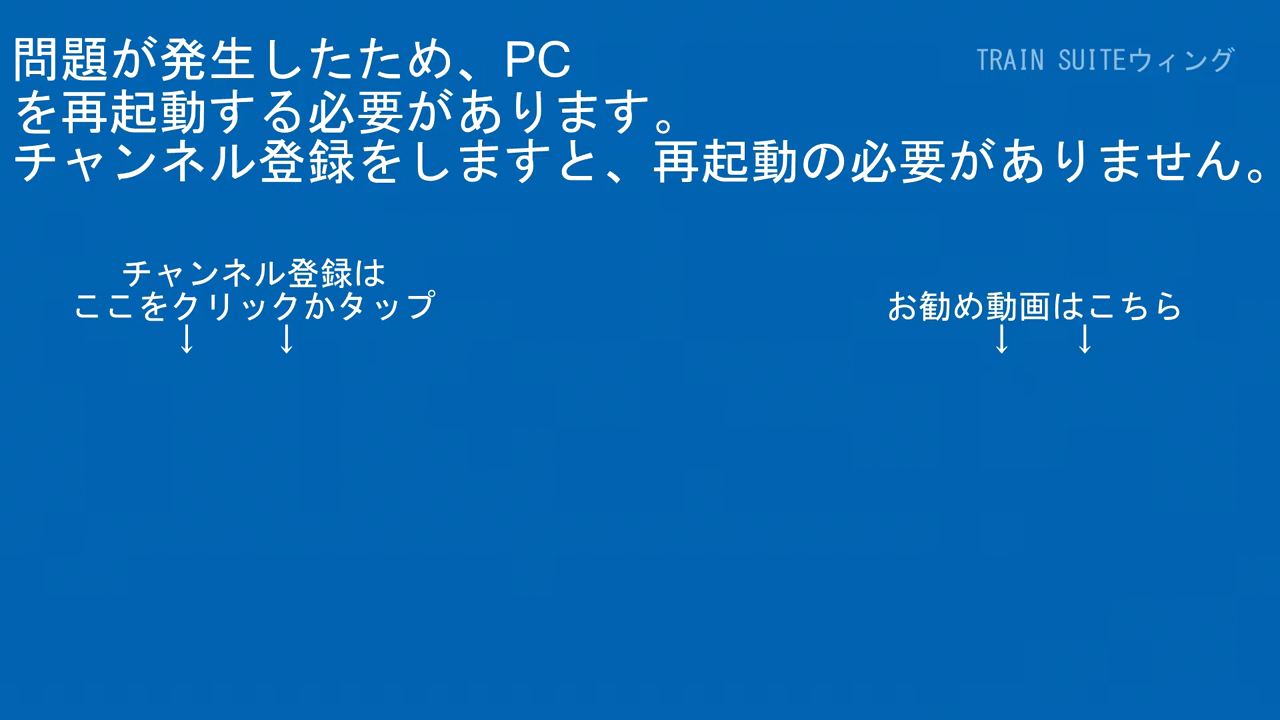 問題が発生したため、PC
を再起動する必要があります。
チャンネル登録をしますと、再起動の必要がありません。
TRAIN SUITEウィング
チャンネル登録は
ここをクリックかタップ
↓ ↓
お勧め動画はこちら
↓ ↓